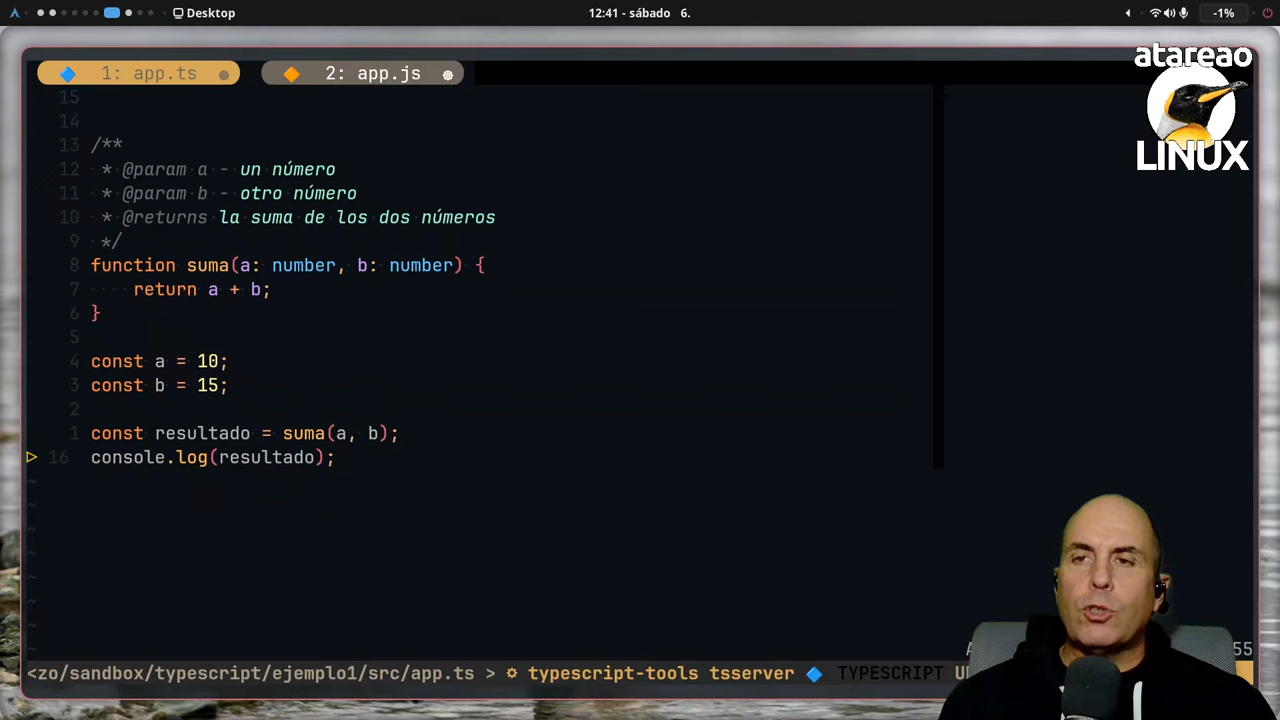 Desktop
12:41 - sábado 6.
-1%
atareao
LINUX
1: app.ts
2: app.js
15
14
13 /**
12 * @param a - un número
11 * @param b - otro número
10 * @returns la suma de los dos números
9 */
8 function suma(a: number, b: number) {
7 return a + b;
6 }
5
4 const a = 10;
3 const b = 15;
2
1 const resultado = suma(a, b);
16 console.log(resultado);
55
<zo/sandbox/typescript/ejemplo1/src/app.ts > typescript-tools tsserver TYPESCRIPT